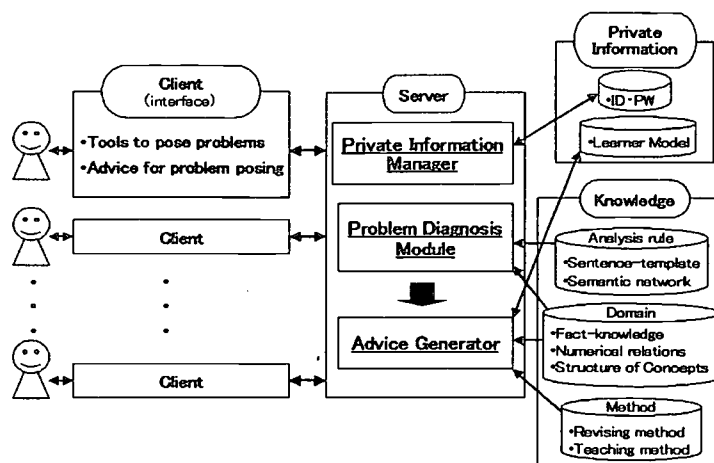 Client
(interface)
•Tools to pose problems
•Advice for problem posing
Client
Client
Server
Private Information
Manager
Problem Diagnosis
Module
Advice Generator
Private
Information
•ID・PW
•Learner Model
Knowledge
Analysis rule
•Sentence-template
•Semantic network
Domain
•Fact-knowledge
•Numerical relations
•Structure of Concepts
Method
•Revising method
•Teaching method